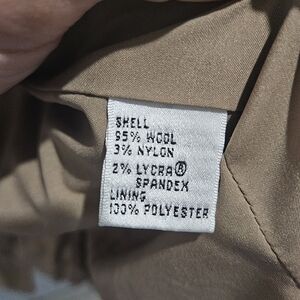 SHELL
95% WOOL
3% NYLON
2% LYCRA®
SPANDEX
LINING
100% POLYESTER